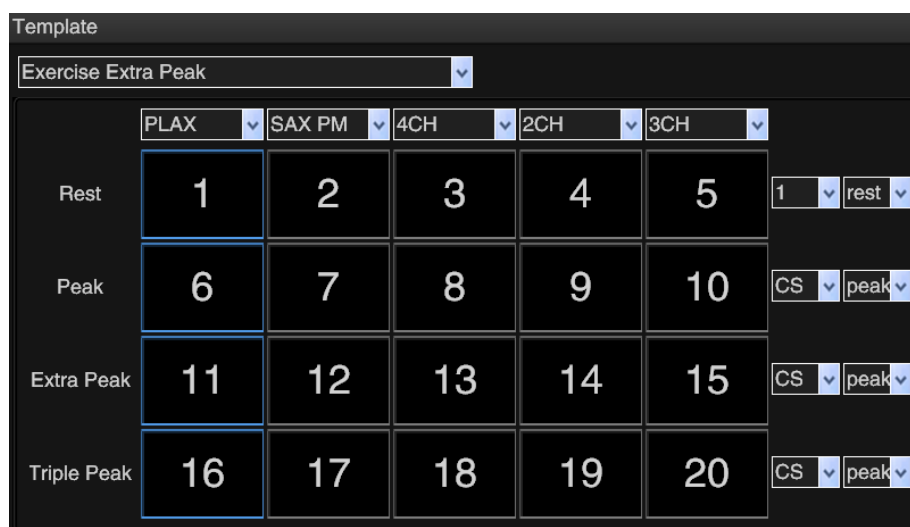 Template
Exercise Extra Peak
PLAX SAX PM 4CH 2CH 3CH
Rest 1 2 3 4 5 1 rest
Peak 6 7 8 9 10 CS peak
Extra Peak 11 12 13 14 15 CS peak
Triple Peak 16 17 18 19 20 CS peak